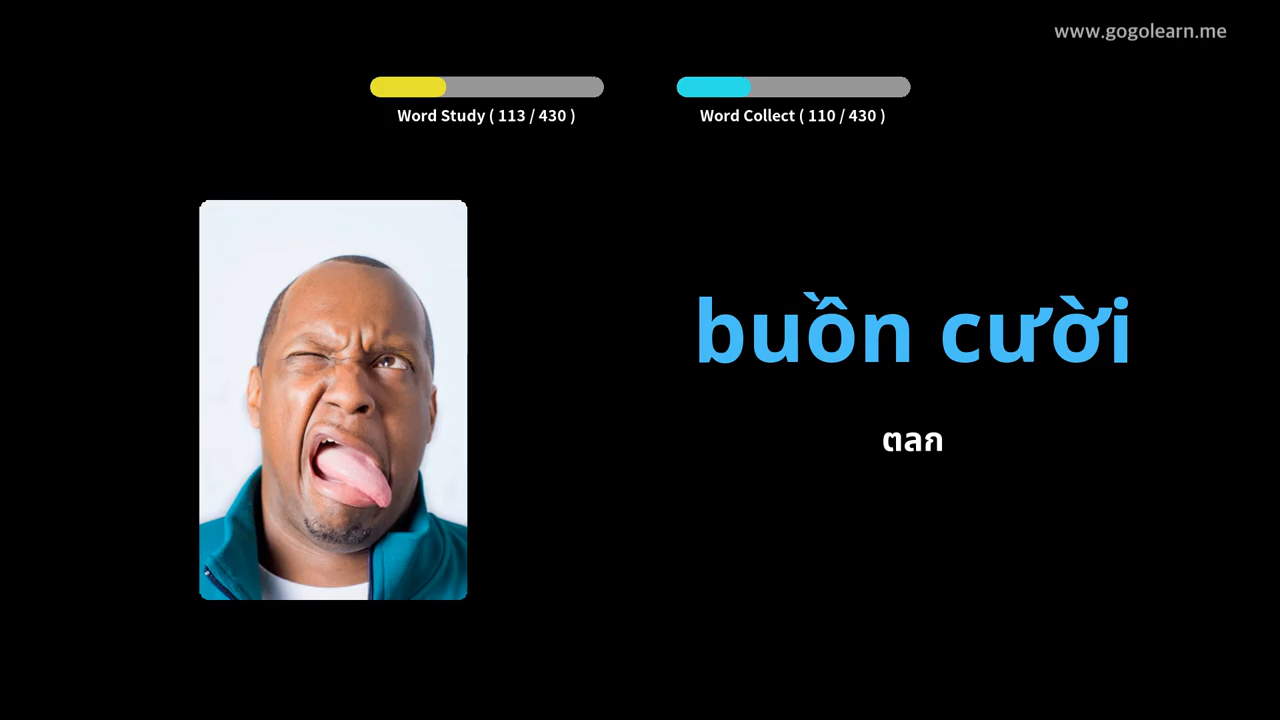 www.gogolearn.me
Word Study ( 113 / 430 )
Word Collect ( 110 / 430 )
buồn cười
ตลก